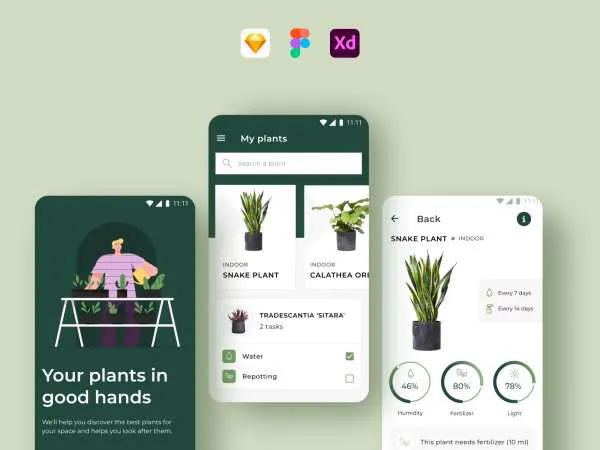 Xd
11:11
Your plants in
good hands
We'll help you discover the best plants for
your space and helps you look after them.
11:11
My plants
Search a plant
INDOOR
SNAKE PLANT
INDOOR
CALATHEA OR
TRADESCANTIA 'SITARA'
2 tasks
Water
Repotting
11:11
Back
i
SNAKE PLANT INDOOR
Every 7 days
Every 14 days
46%
Humidity
80%
Fertilizer
78%
Light
This plant needs fertilizer (10 ml)